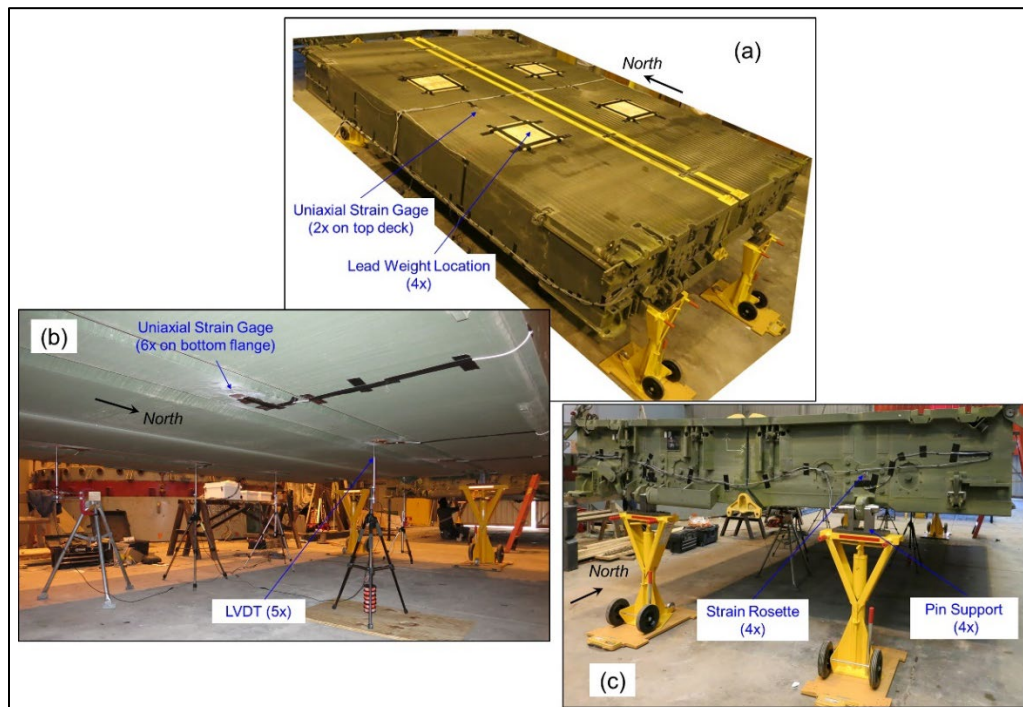 (a)
North
Uniaxial Strain Gage
(2x on top deck)
Lead Weight Location
(4x)
(b)
Uniaxial Strain Gage
(6x on bottom flange)
North
LVDT (5x)
North
Strain Rosette
(4x)
Pin Support
(4x)
(c)